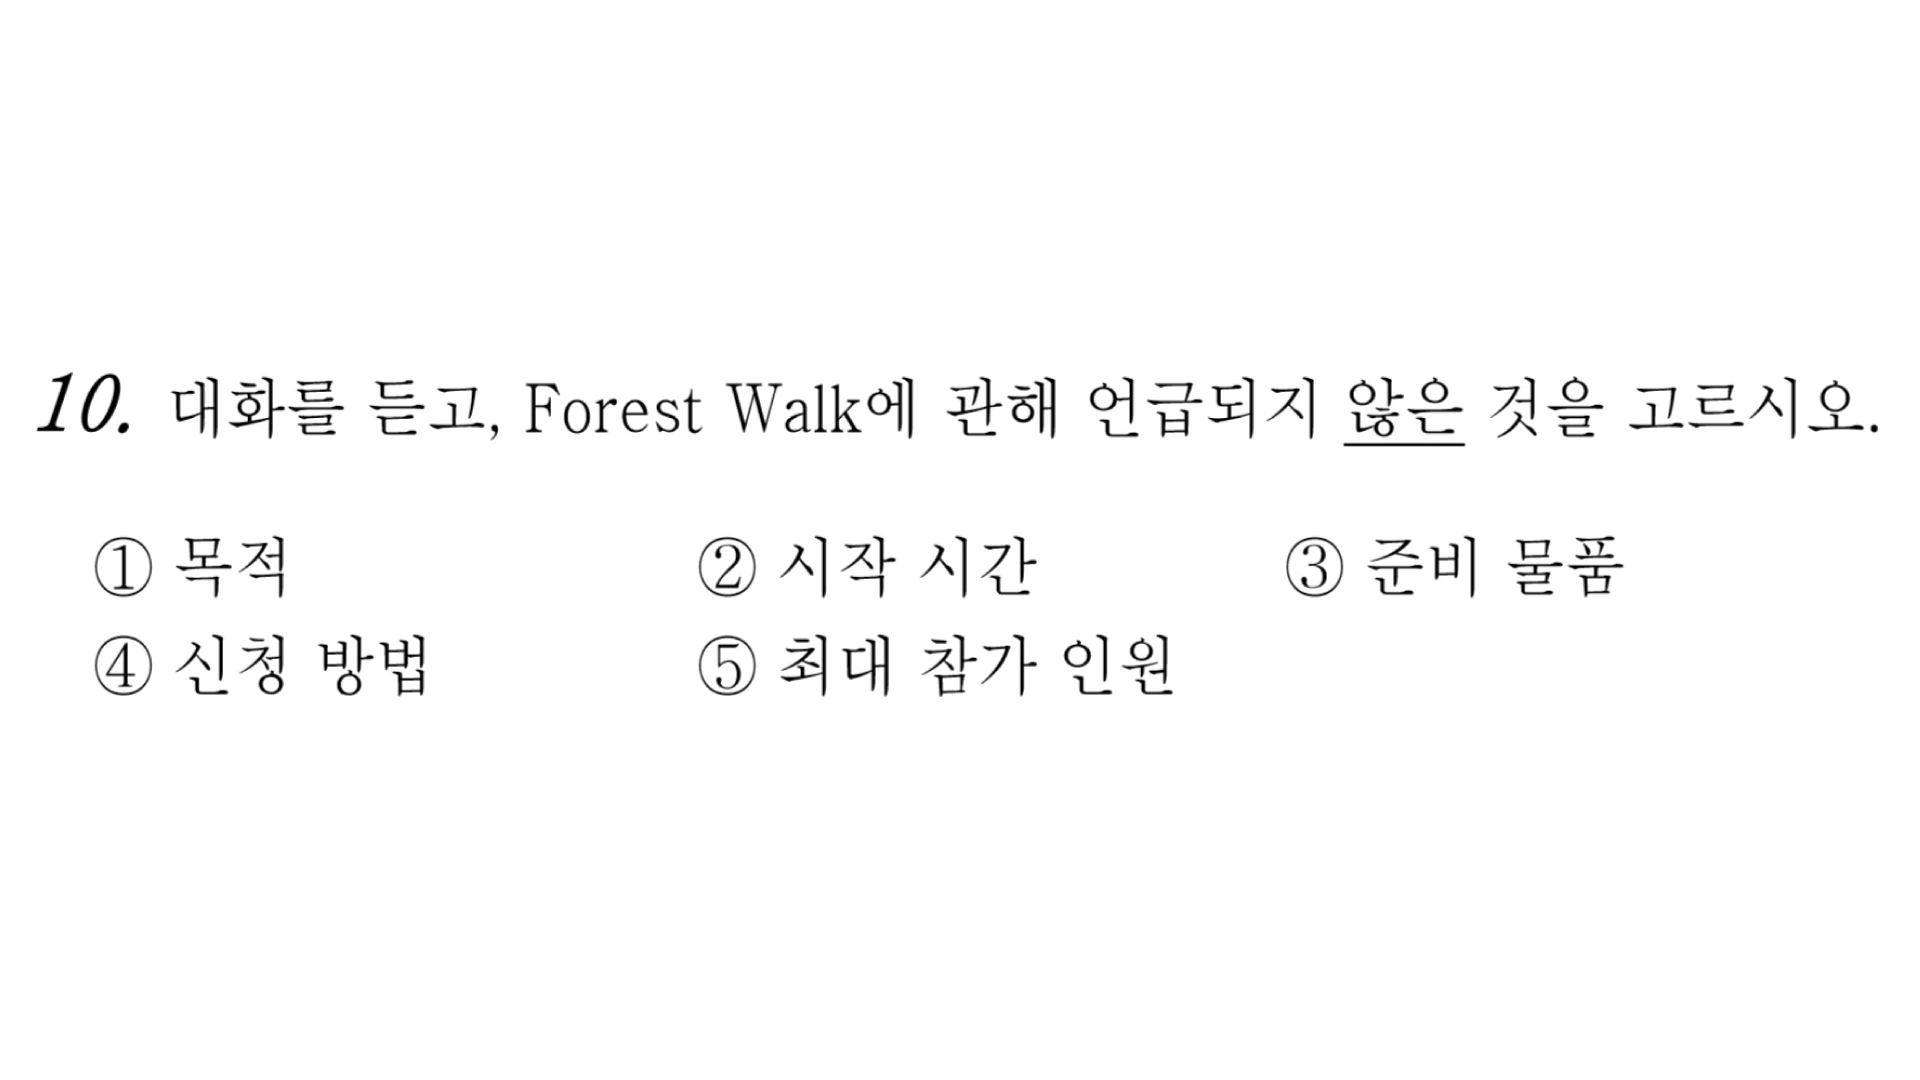 10. 대화를 듣고, Forest Walk에 관해 언급되지 않은 것을 고르시오.
① 목적 ② 시작 시간 ③ 준비 물품
④ 신청 방법 ⑤ 최대 참가 인원